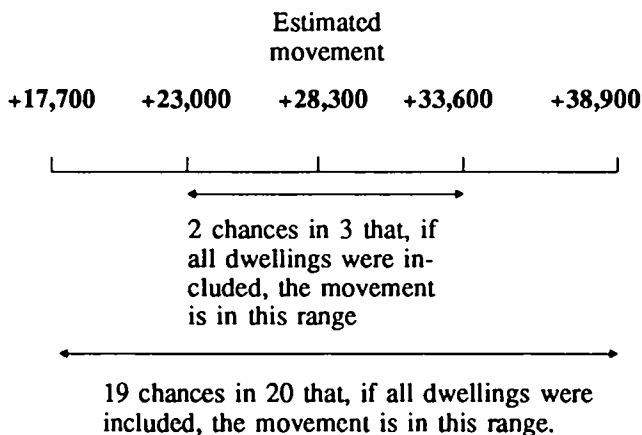 Estimated
movement
+17,700 +23,000 +28,300 +33,600 +38,900
2 chances in 3 that, if
all dwellings were in-
cluded, the movement
is in this range
19 chances in 20 that, if all dwellings were
included, the movement is in this range.